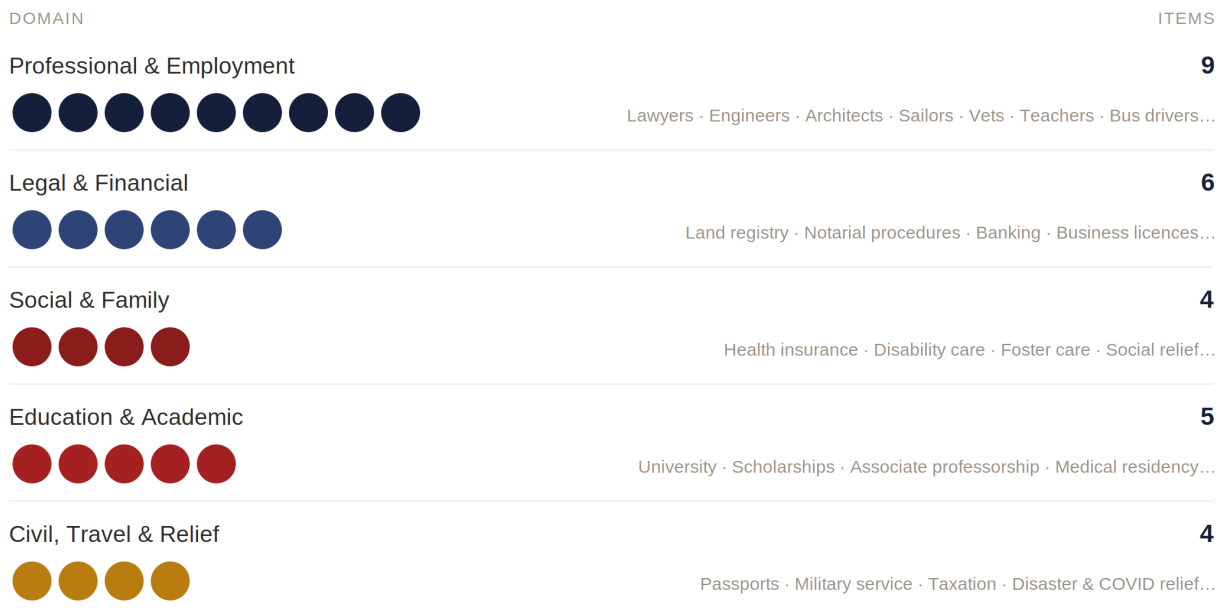 DOMAIN ITEMS
Professional & Employment 9
Lawyers · Engineers · Architects · Sailors · Vets · Teachers · Bus drivers…
Legal & Financial 6
Land registry · Notarial procedures · Banking · Business licences…
Social & Family 4
Health insurance · Disability care · Foster care · Social relief…
Education & Academic 5
University · Scholarships · Associate professorship · Medical residency…
Civil, Travel & Relief 4
Passports · Military service · Taxation · Disaster & COVID relief…